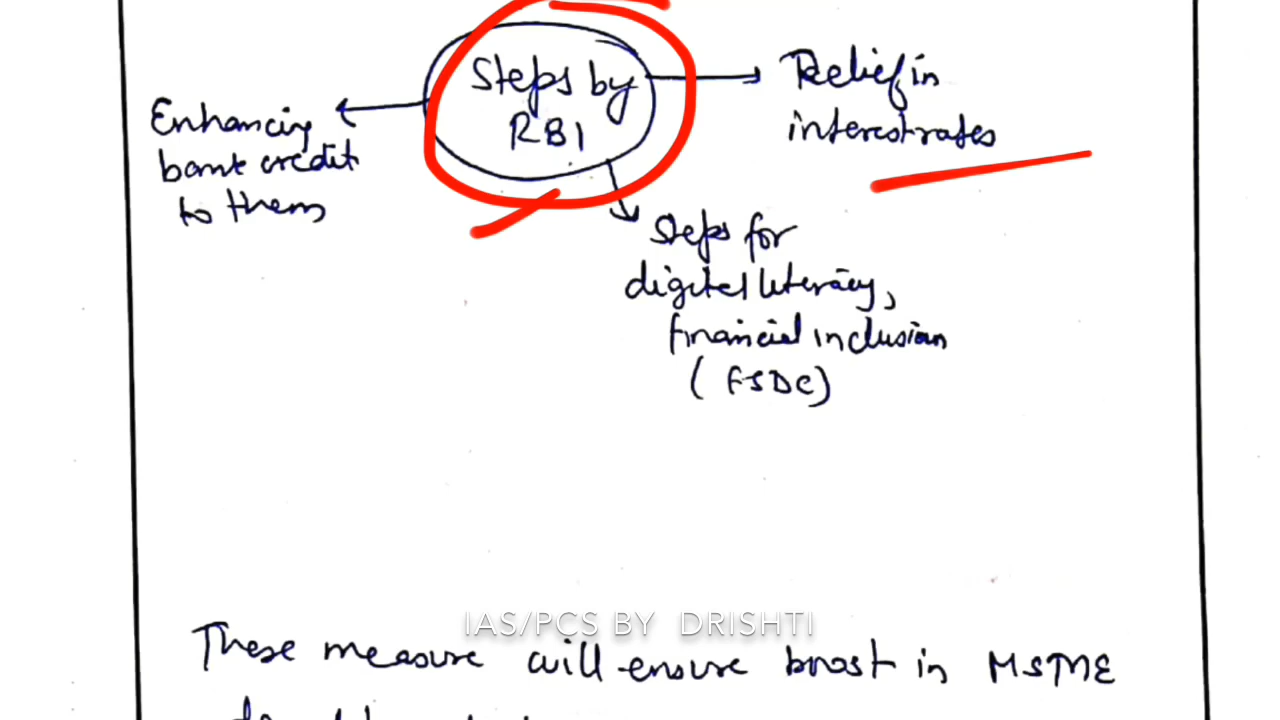 Steps by
RBI
Relief in
interest rates
Enhancing
bank credit
to them
Steps for
digital literacy,
financial inclusion
(FSDC)
IAS/PCS BY DRISHTI
These measure will ensure boost in MSME